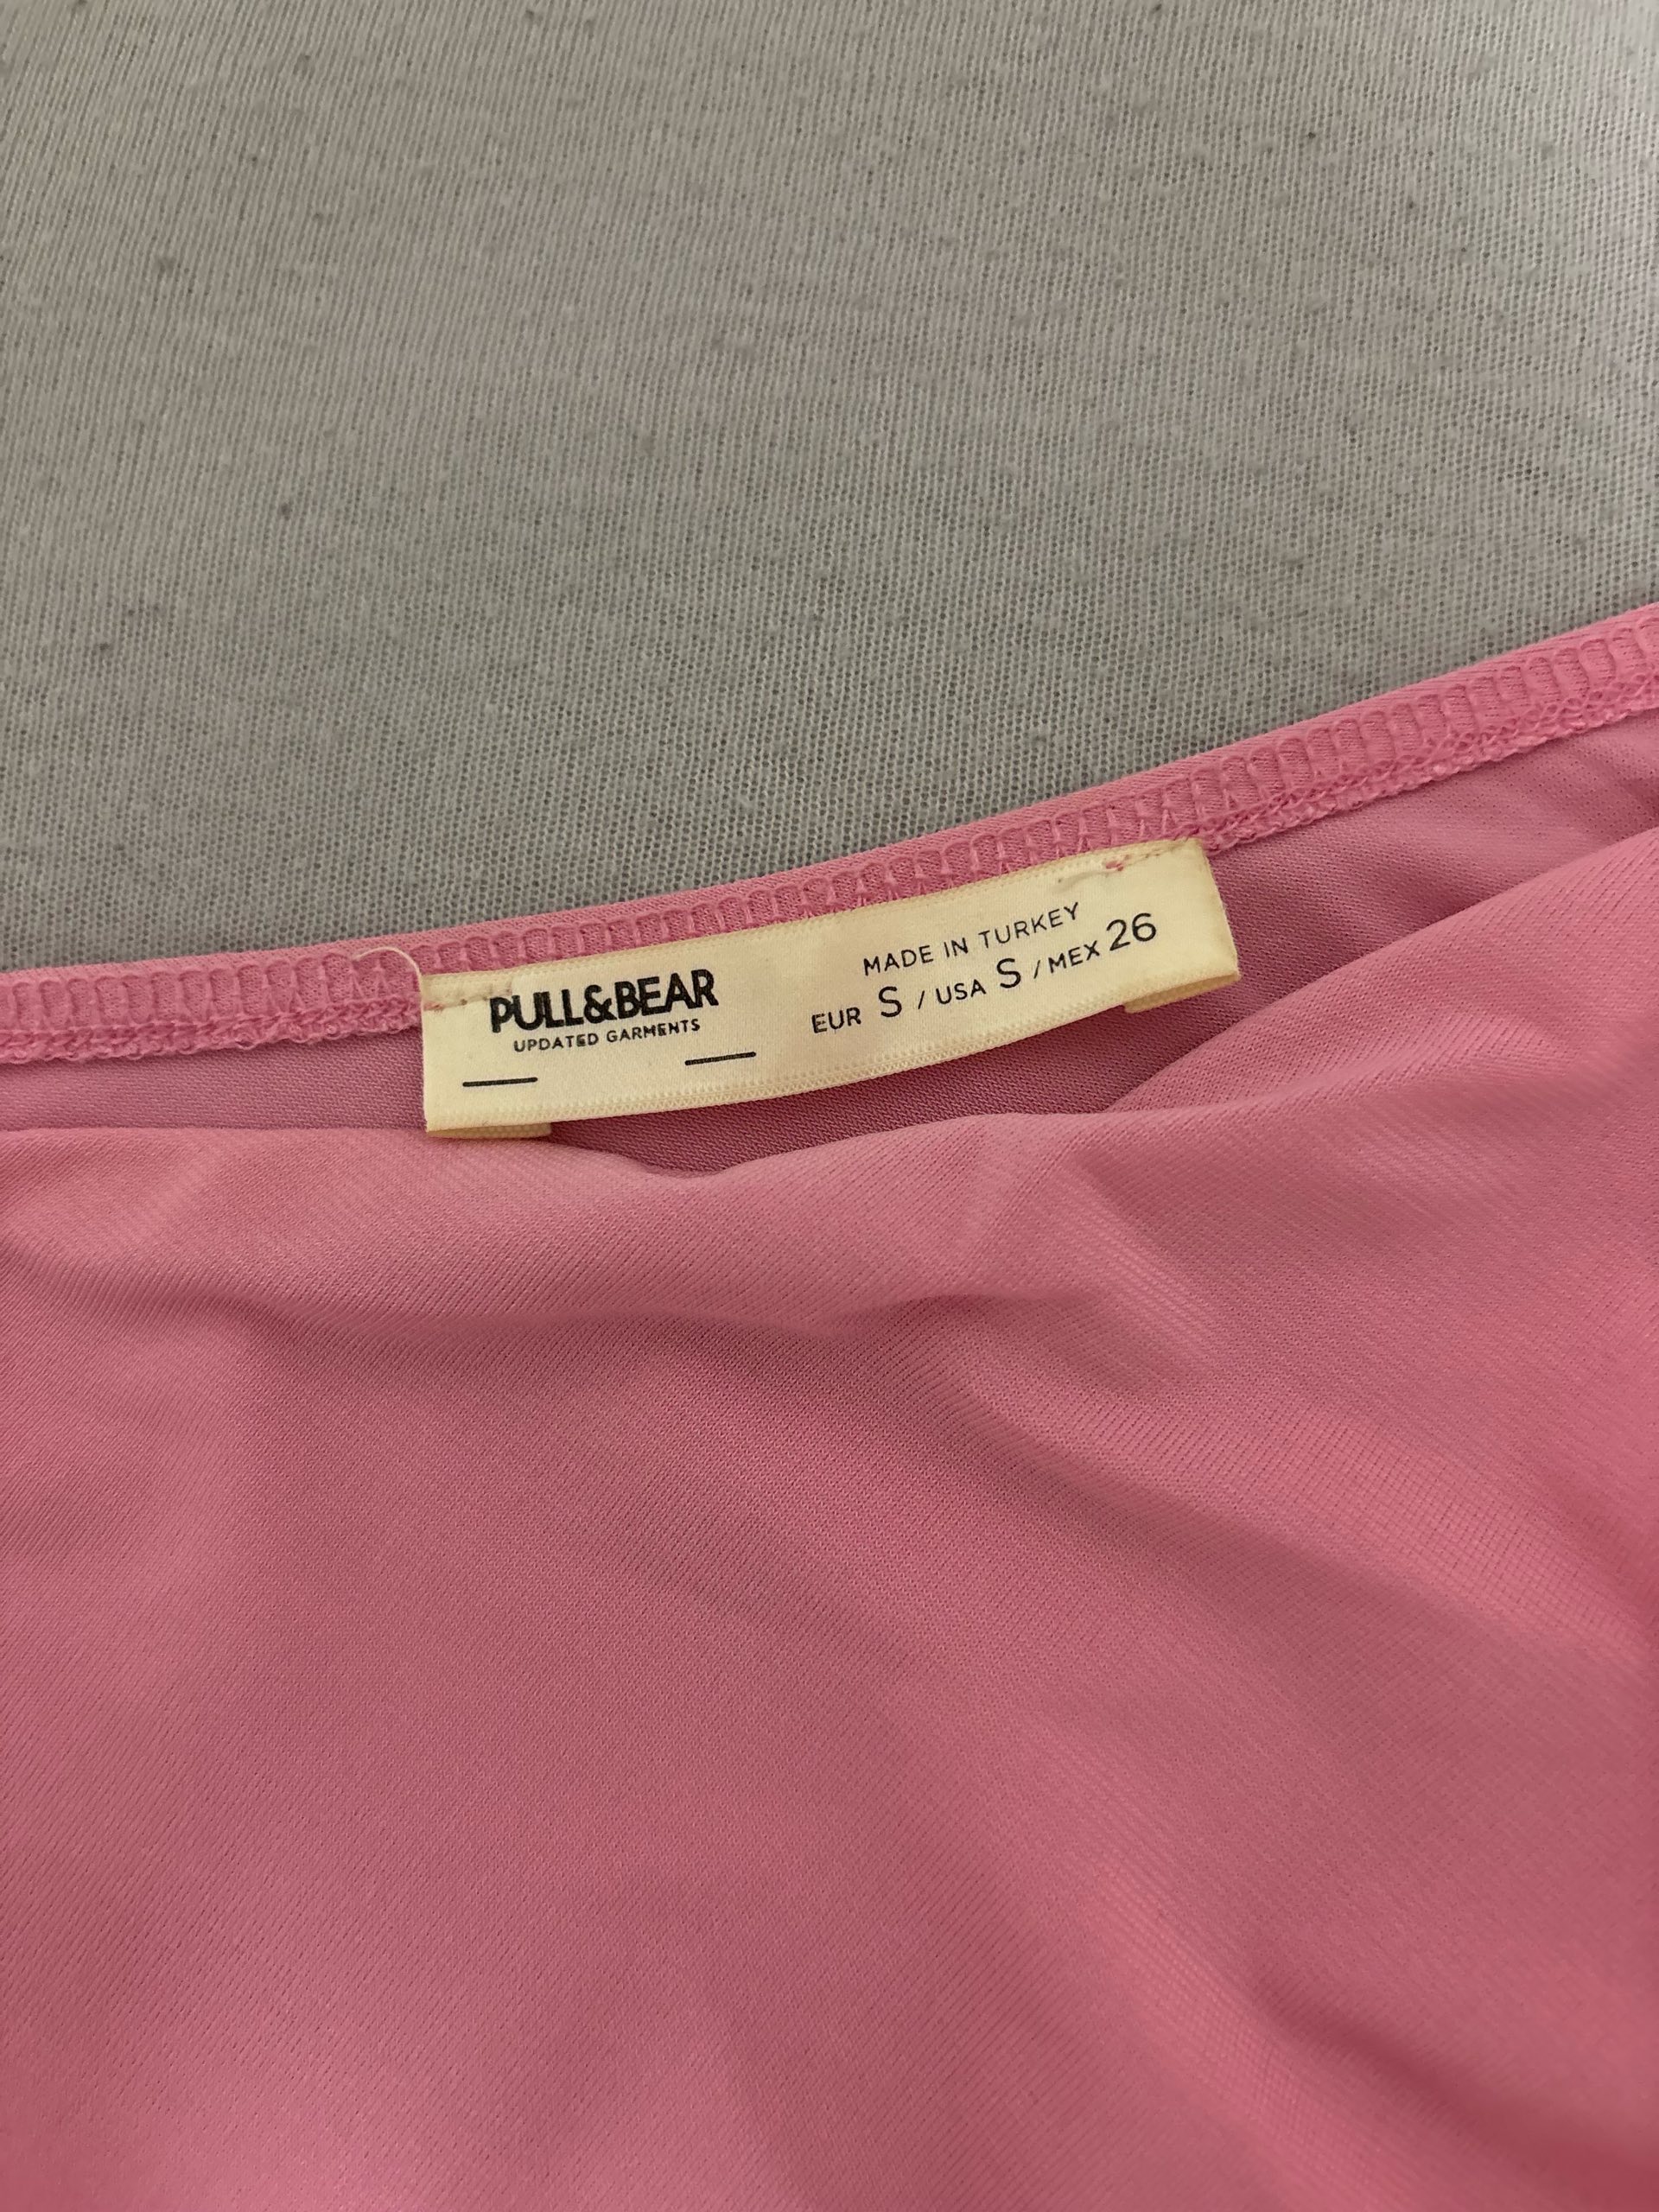 PULL&BEAR
UPDATED GARMENTS
MADE IN TURKEY
EUR S / USA S / MEX 26